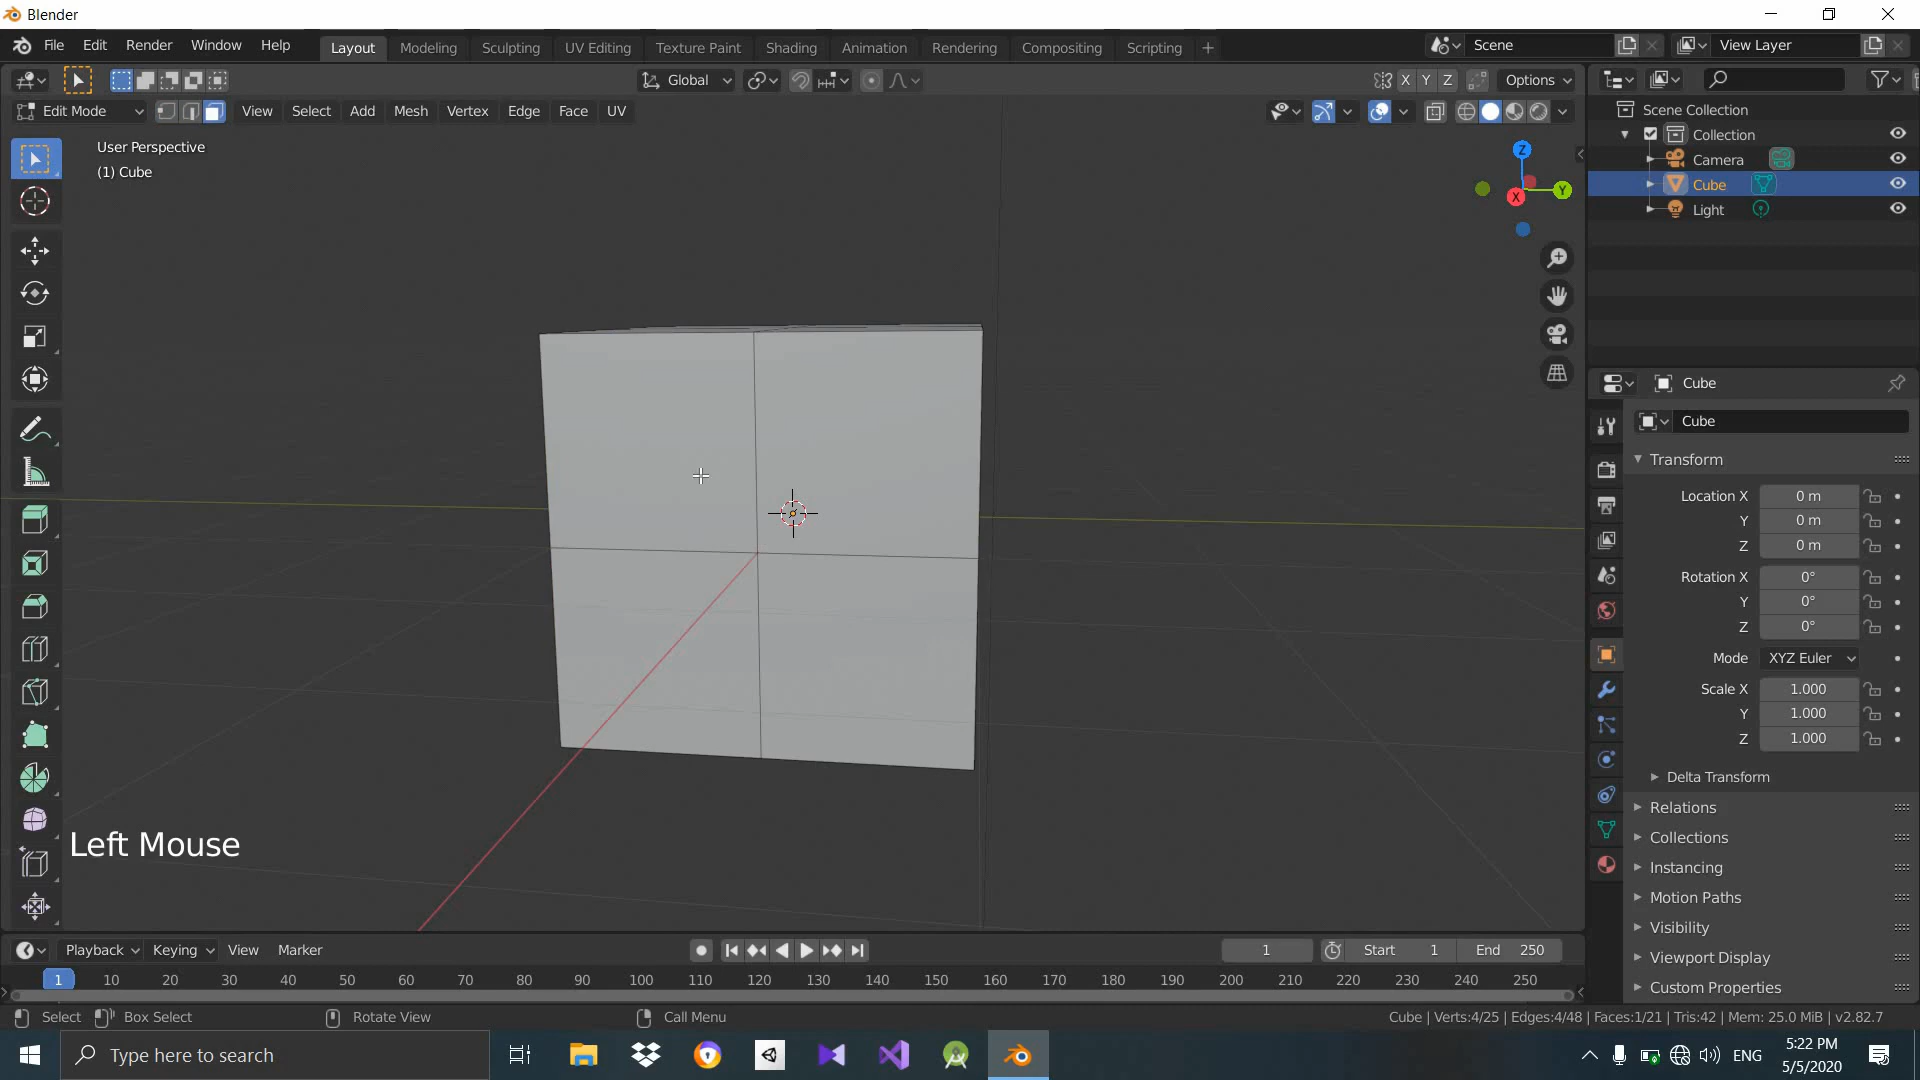 Blender
File Edit Render Window Help Layout Modeling Sculpting UV Editing Texture Paint Shading Animation Rendering Compositing Scripting + Scene View Layer
Global X Y Z Options
Edit Mode View Select Add Mesh Vertex Edge Face UV
User Perspective
(1) Cube
Z
Y
X
Scene Collection
Collection
Camera
Cube
Light
Cube
Cube
Transform
Location X 0 m
Y 0 m
Z 0 m
Rotation X 0°
Y 0°
Z 0°
Mode XYZ Euler
Scale X 1.000
Y 1.000
Z 1.000
Delta Transform
Relations
Collections
Instancing
Motion Paths
Visibility
Viewport Display
Custom Properties
Left Mouse
Playback Keying View Marker 1 Start 1 End 250
1 10 20 30 40 50 60 70 80 90 100 110 120 130 140 150 160 170 180 190 200 210 220 230 240 250
Select Box Select Rotate View Call Menu Cube | Verts:4/25 | Edges:4/48 | Faces:1/21 | Tris:42 | Mem: 25.0 MiB | v2.82.7
Type here to search ENG 5:22 PM
5/5/2020